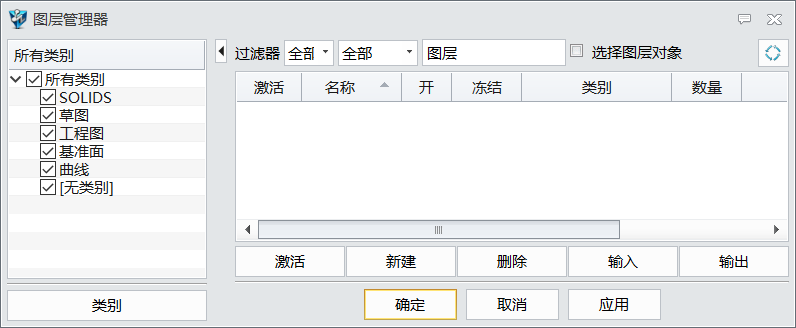 图层管理器
所有类别
所有类别
SOLIDS
草图
工程图
基准面
曲线
[无类别]
类别
过滤器 全部 全部 图层 选择图层对象
激活 名称 开 冻结 类别 数量
激活 新建 删除 输入 输出
确定 取消 应用